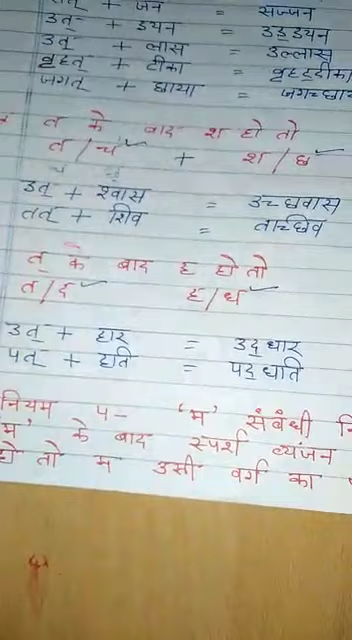 सत् + जन = सज्जन
उत् + डयन = उड्डयन
उत् + लास = उल्लास
बृहत् + टीका = बृहट्टीका
जगत् + छाया = जगच्छाया
त के बाद श हो तो
त / च + श / छ
उत् + श्वास = उच्छवास
तत् + शिव = तच्छिव
त् के बाद ह हो तो
त / द ह / ध
उत् + हार = उद्धार
पत् + हति = पद्धति
नियम प - 'म' संबंधी
'म' के बाद स्पर्श व्यंजन
हो तो म उसी वर्ग का